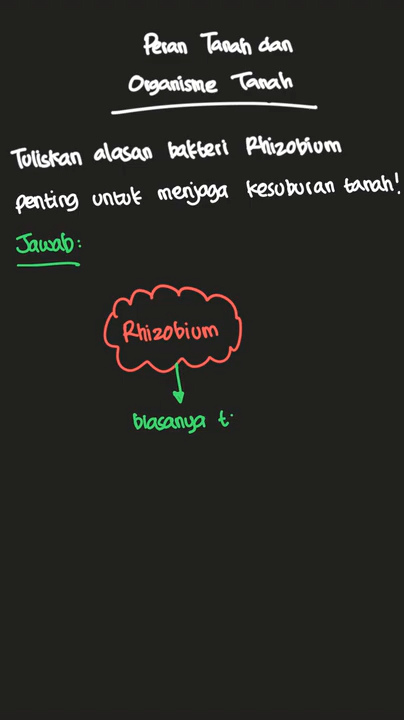 Peran Tanah dan
Organisme Tanah
Tuliskan alasan bakteri Rhizobium
penting untuk menjaga kesuburan tanah!
Jawab:
Rhizobium
biasanya t